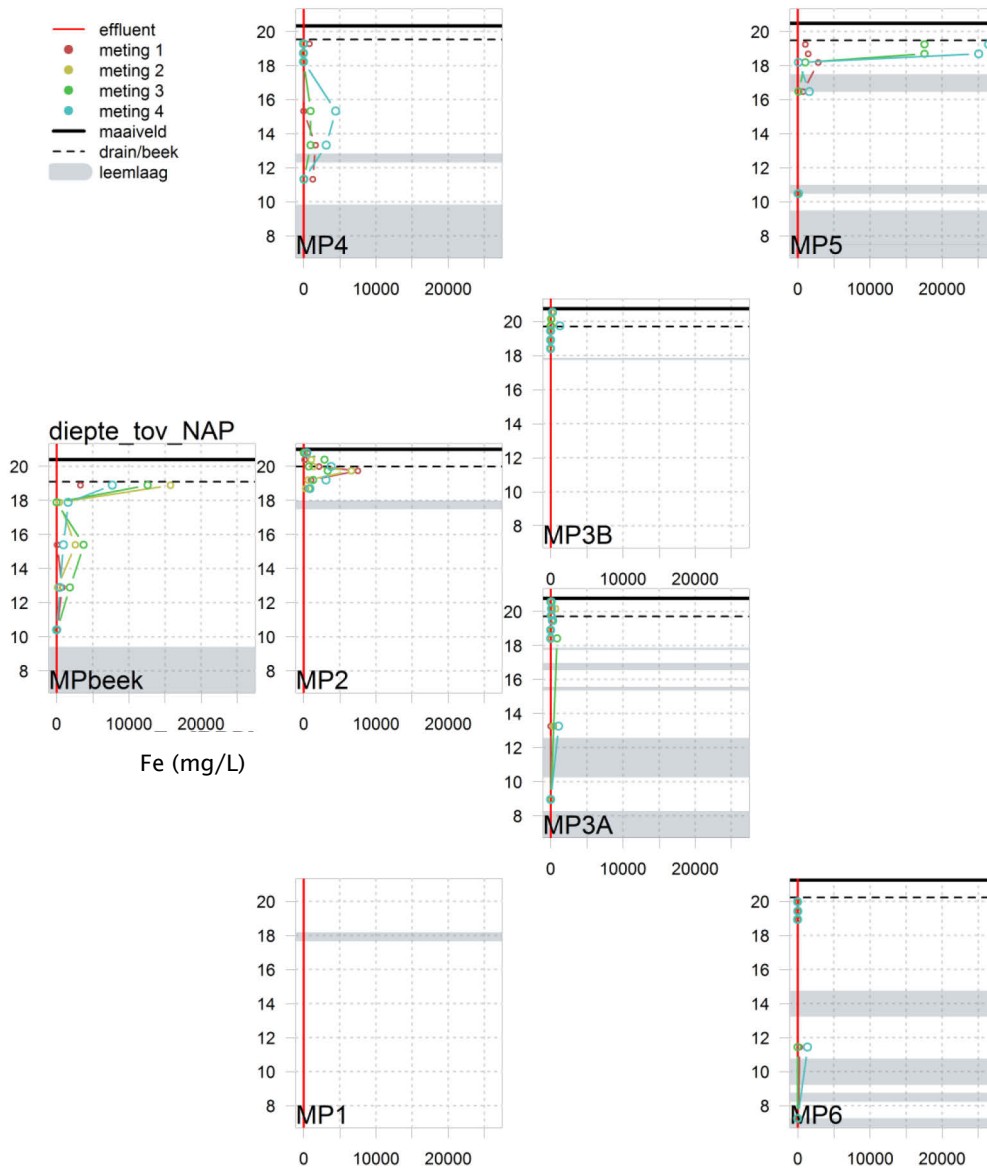 effluent
meting 1
meting 2
meting 3
meting 4
maaiveld
drain/beek
leemlaag
20
18
16
14
12
10
8
MP4
0 10000 20000
20
18
16
14
12
10
8
MP5
0 10000 20000
20
18
16
14
12
10
8
MP3B
0 10000 20000
diepte_tov_NAP
20
18
16
14
12
10
8
MPbeek
0 10000 20000
Fe (mg/L)
20
18
16
14
12
10
8
MP2
0 10000 20000
20
18
16
14
12
10
8
MP3A
0 10000 20000
20
18
16
14
12
10
8
MP1
0 10000 20000
20
18
16
14
12
10
8
MP6
0 10000 20000